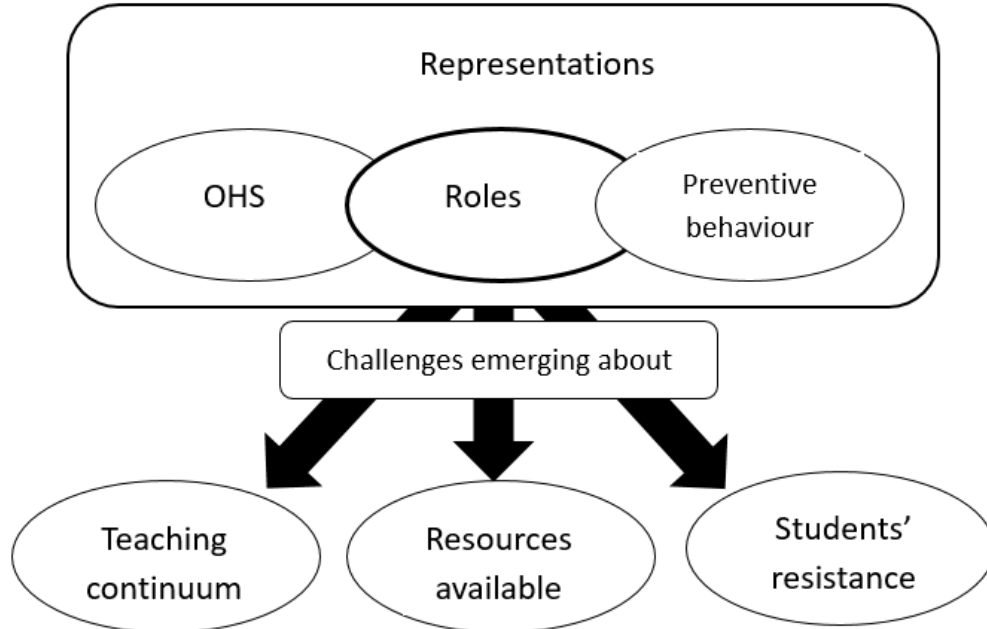 Representations
OHS
Roles
Preventive
behaviour
Challenges emerging about
Teaching
continuum
Resources
available
Students’
resistance